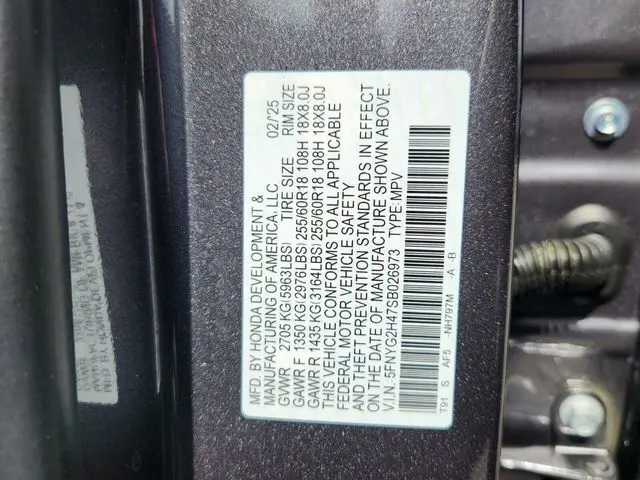 MFD. BY HONDA DEVELOPMENT &
MANUFACTURING OF AMERICA, LLC 02/'25
GVWR 2705 KG(5963LBS) TIRE SIZE RIM SIZE
GAWR F 1350 KG(2976LBS) 255/60R18 108H 18X8.0J
GAWR R 1435 KG(3164LBS) 255/60R18 108H 18X8.0J
THIS VEHICLE CONFORMS TO ALL APPLICABLE
FEDERAL MOTOR VEHICLE SAFETY
AND THEFT PREVENTION STANDARDS IN EFFECT
ON THE DATE OF MANUFACTURE SHOWN ABOVE.
V.I.N.: 5FNYG2H47SB026973 TYPE:MPV
T91 S AF5 -NH797M -A -B